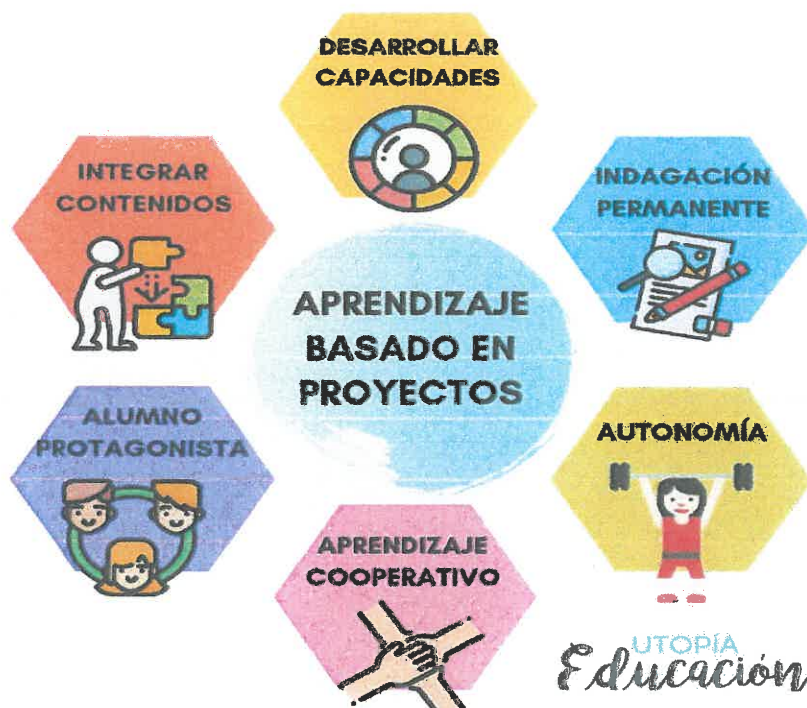 DESARROLLAR
CAPACIDADES
INTEGRAR
CONTENIDOS
INDAGACIÓN
PERMANENTE
APRENDIZAJE
BASADO EN
PROYECTOS
ALUMNO
PROTAGONISTA
AUTONOMÍA
APRENDIZAJE
COOPERATIVO
UTOPÍA
Educación